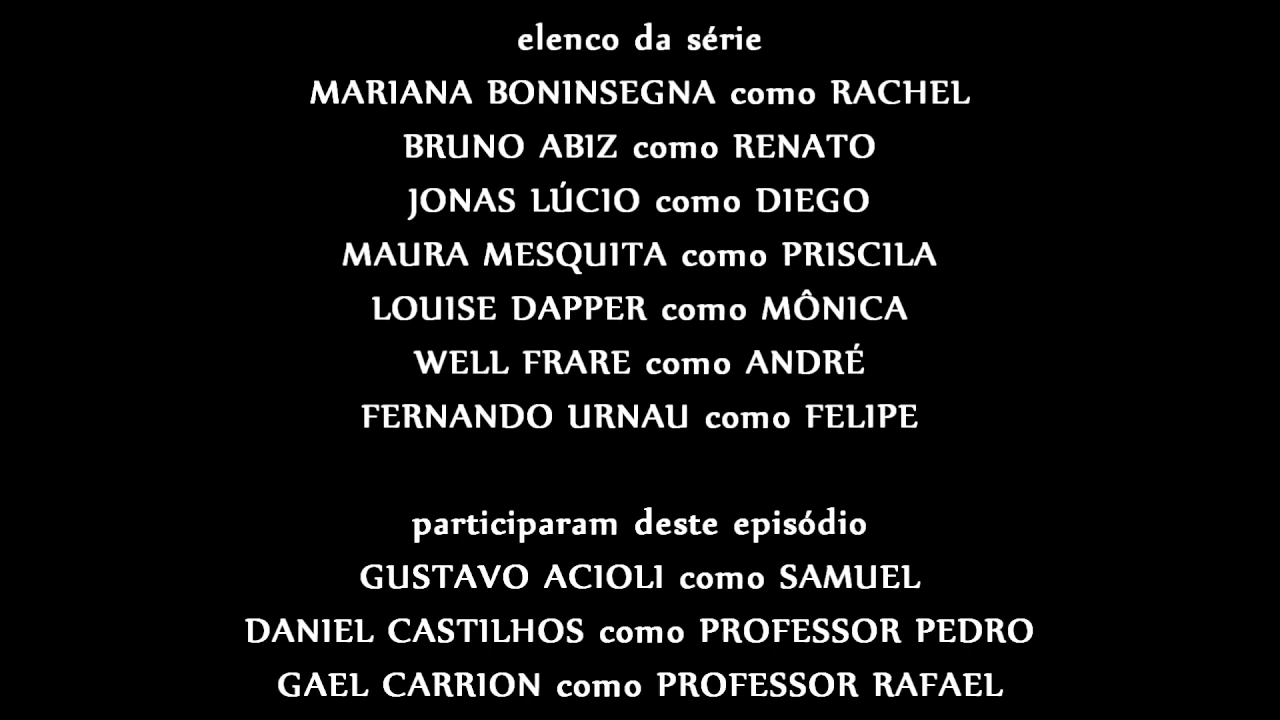 elenco da série
MARIANA BONINSEGNA como RACHEL
BRUNO ABIZ como RENATO
JONAS LÚCIO como DIEGO
MAURA MESQUITA como PRISCILA
LOUISE DAPPER como MÔNICA
WELL FRARE como ANDRÉ
FERNANDO URNAU como FELIPE
participaram deste episódio
GUSTAVO ACIOLI como SAMUEL
DANIEL CASTILHOS como PROFESSOR PEDRO
GAEL CARRION como PROFESSOR RAFAEL